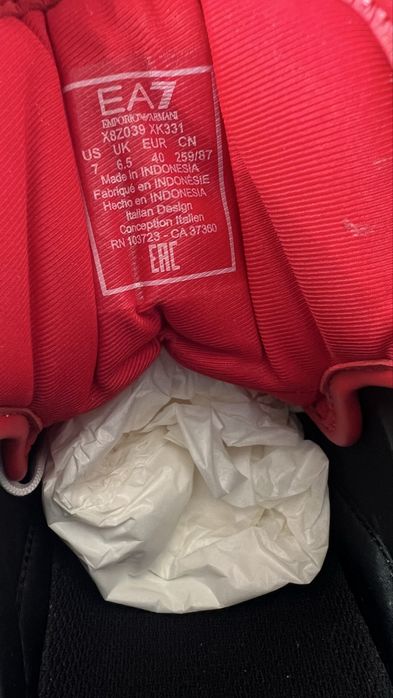 EA7
EMPORIO ARMANI
X8Z039 XK331
US UK EUR CN
7 6.5 40 259/87
Made in INDONESIA
Fabriqué en INDONÉSIE
Hecho en INDONESIA
Italian Design
Conception Italien
RN 103723 - CA 37360
EAC